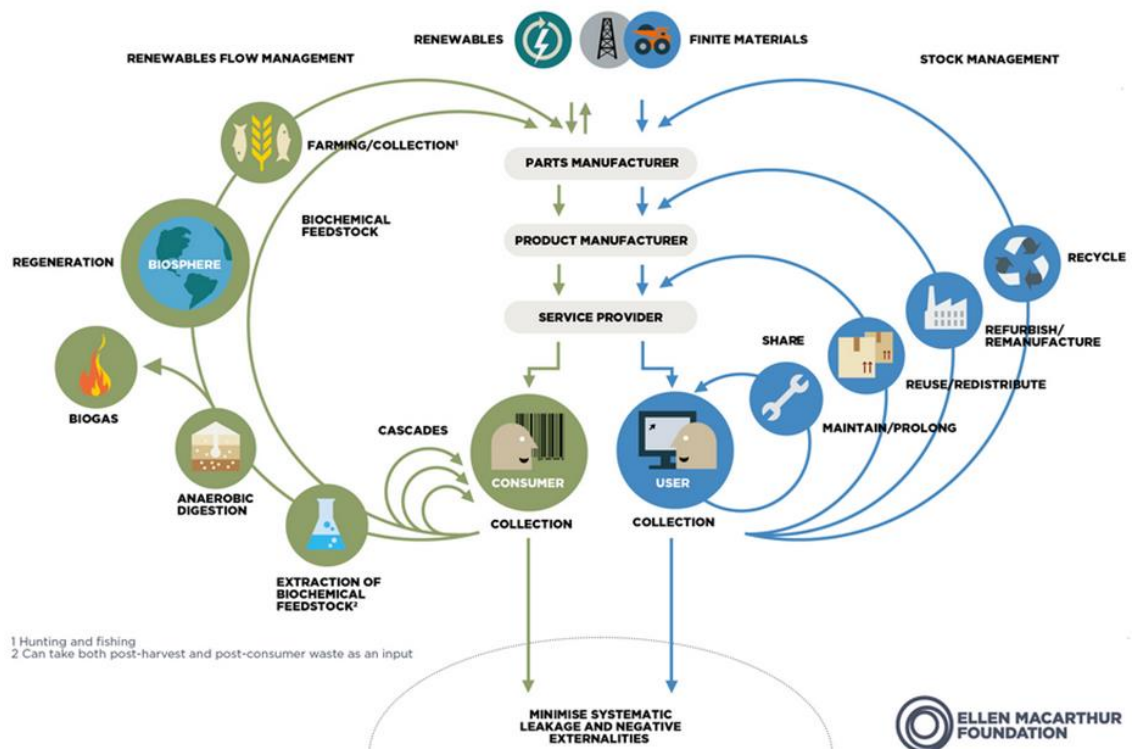 RENEWABLES
FINITE MATERIALS
RENEWABLES FLOW MANAGEMENT
STOCK MANAGEMENT
FARMING/COLLECTION¹
PARTS MANUFACTURER
BIOCHEMICAL
FEEDSTOCK
PRODUCT MANUFACTURER
REGENERATION
BIOSPHERE
RECYCLE
SERVICE PROVIDER
REFURBISH/
REMANUFACTURE
SHARE
REUSE/REDISTRIBUTE
BIOGAS
MAINTAIN/PROLONG
CASCADES
CONSUMER
USER
ANAEROBIC
DIGESTION
COLLECTION
COLLECTION
EXTRACTION OF
BIOCHEMICAL
FEEDSTOCK²
1 Hunting and fishing
2 Can take both post-harvest and post-consumer waste as an input
MINIMISE SYSTEMATIC
LEAKAGE AND NEGATIVE
EXTERNALITIES
ELLEN MACARTHUR
FOUNDATION